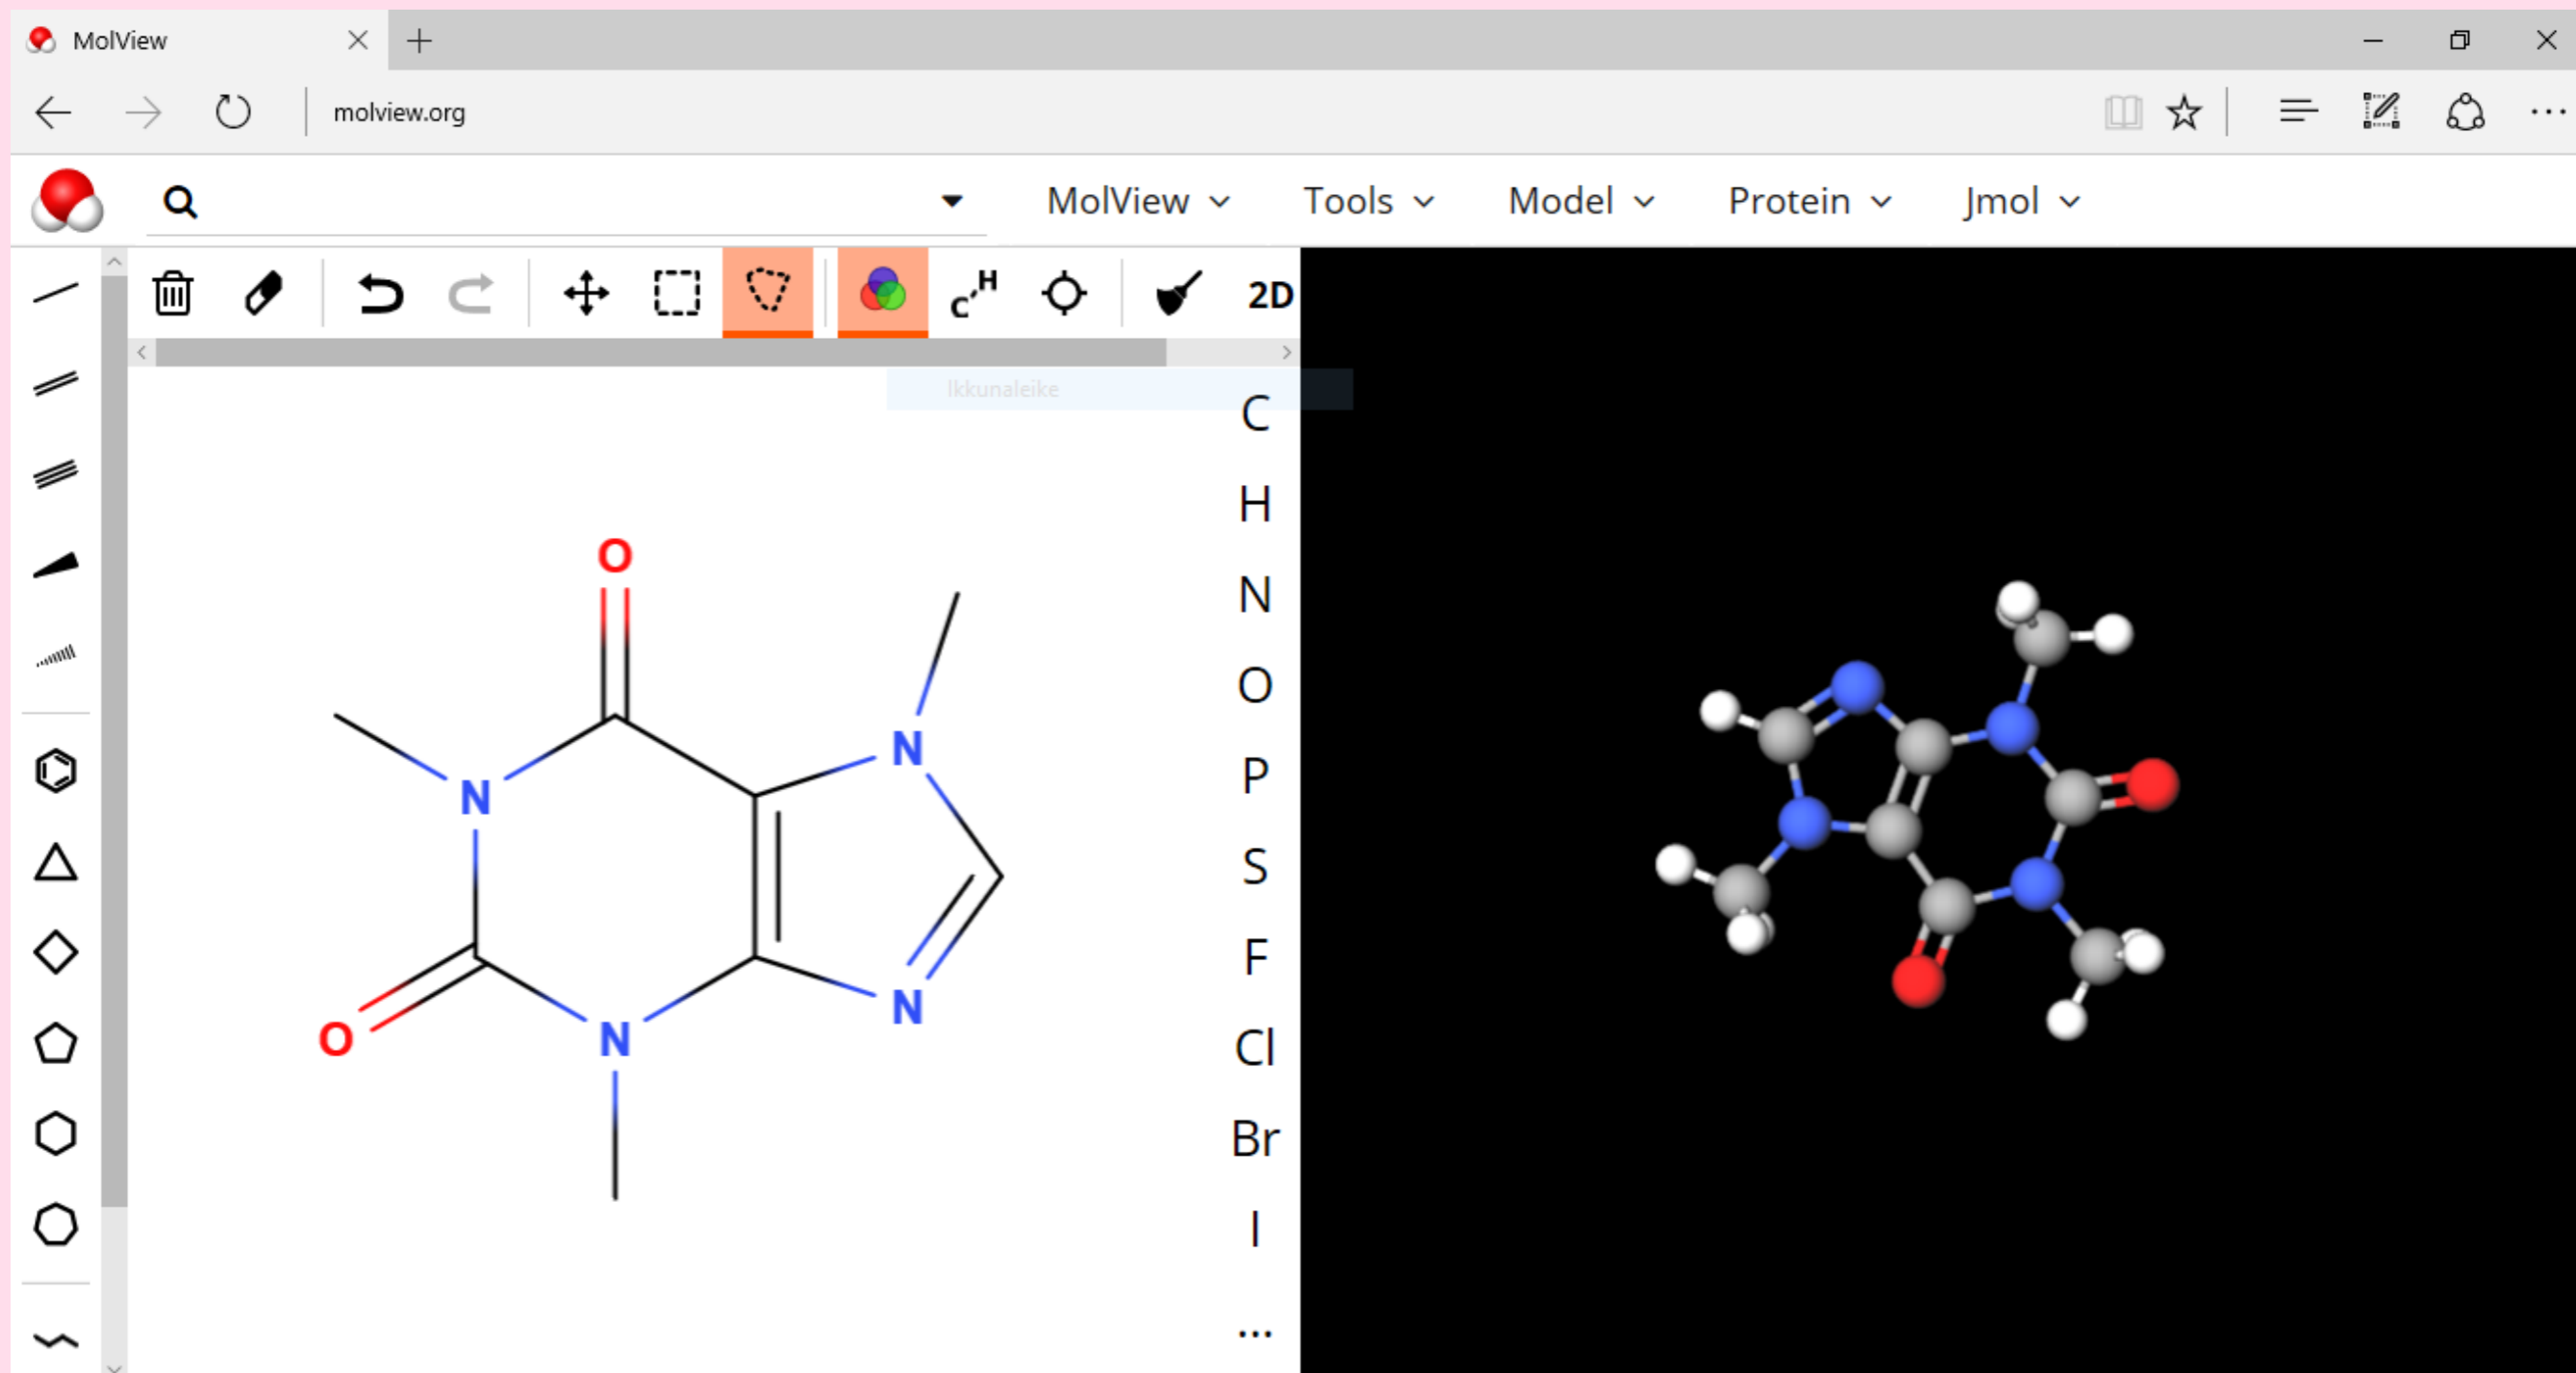 MolView
molview.org
MolView Tools Model Protein Jmol
C H 2D
Ikkunaleike
C
H
N
O
P
S
F
Cl
Br
I
...
O
N
N
O
N
N